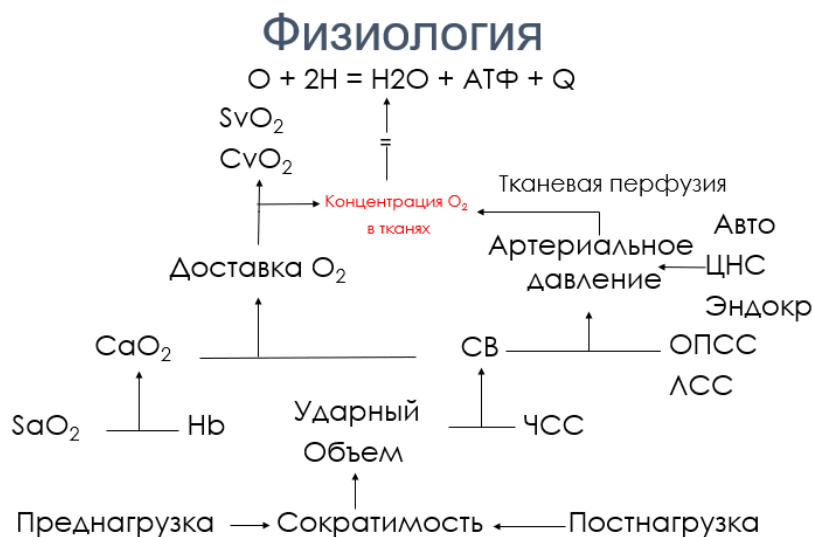 Физиология
O + 2H = H2O + АТФ + Q
SvO₂
=
CvO₂
Тканевая перфузия
Концентрация O₂
в тканях
Авто
Артериальное
давление
ЦНС
Доставка O₂
Эндокр
CaO₂
СВ
ОПСС
ЛСС
Ударный
Объем
SaO₂
Hb
ЧСС
Преднагрузка
Сократимость
Постнагрузка